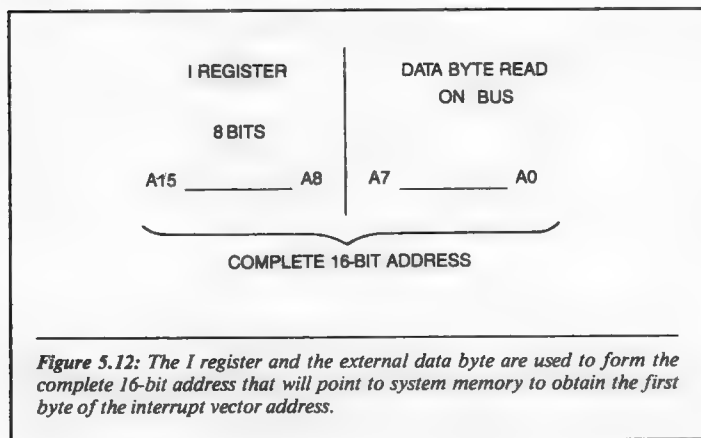 I REGISTER
DATA BYTE READ
ON BUS
8 BITS
A15 ________ A8
A7 ________ A0
COMPLETE 16-BIT ADDRESS
Figure 5.12: The I register and the external data byte are used to form the
complete 16-bit address that will point to system memory to obtain the first
byte of the interrupt vector address.